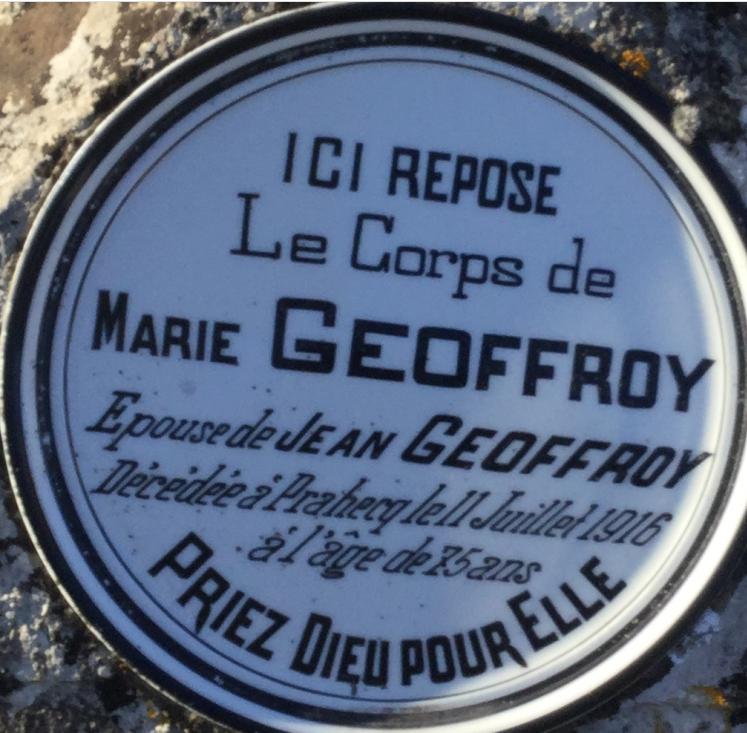 ICI REPOSE
Le Corps de
MARIE GEOFFROY
Epouse de JEAN GEOFFROY
Décédée à Prahecq le 11 Juillet 1916
à l'âge de 75 ans
PRIEZ DIEU POUR ELLE